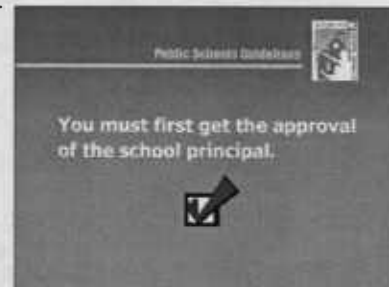 Public Schools Guidelines
You must first get the approval
of the school principal.